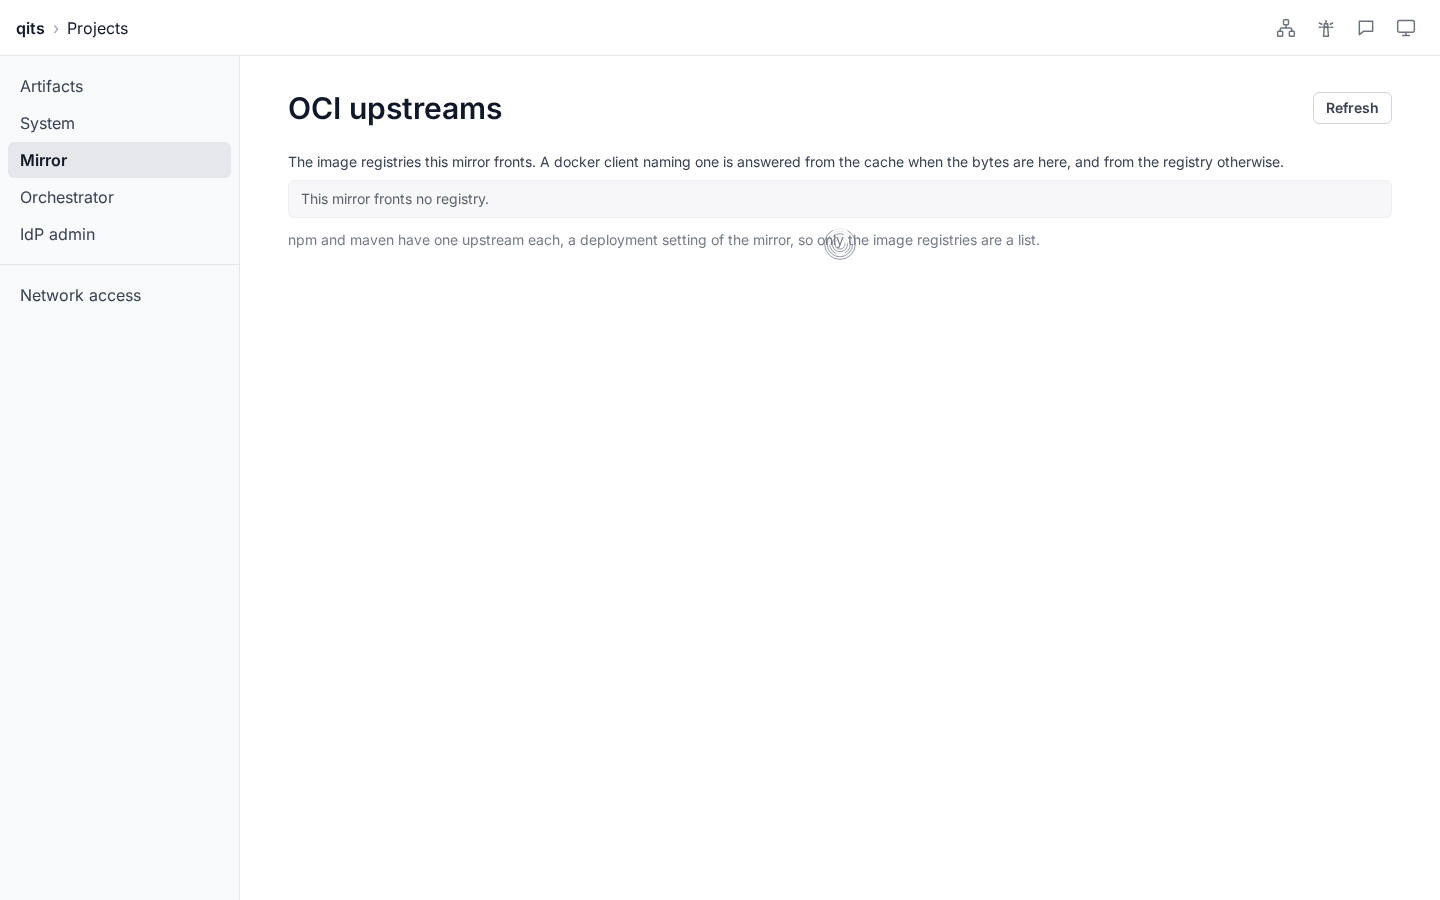 qits › Projects
Artifacts
System
Mirror
Orchestrator
IdP admin
Network access
OCI upstreams
Refresh
The image registries this mirror fronts. A docker client naming one is answered from the cache when the bytes are here, and from the registry otherwise.
This mirror fronts no registry.
npm and maven have one upstream each, a deployment setting of the mirror, so only the image registries are a list.